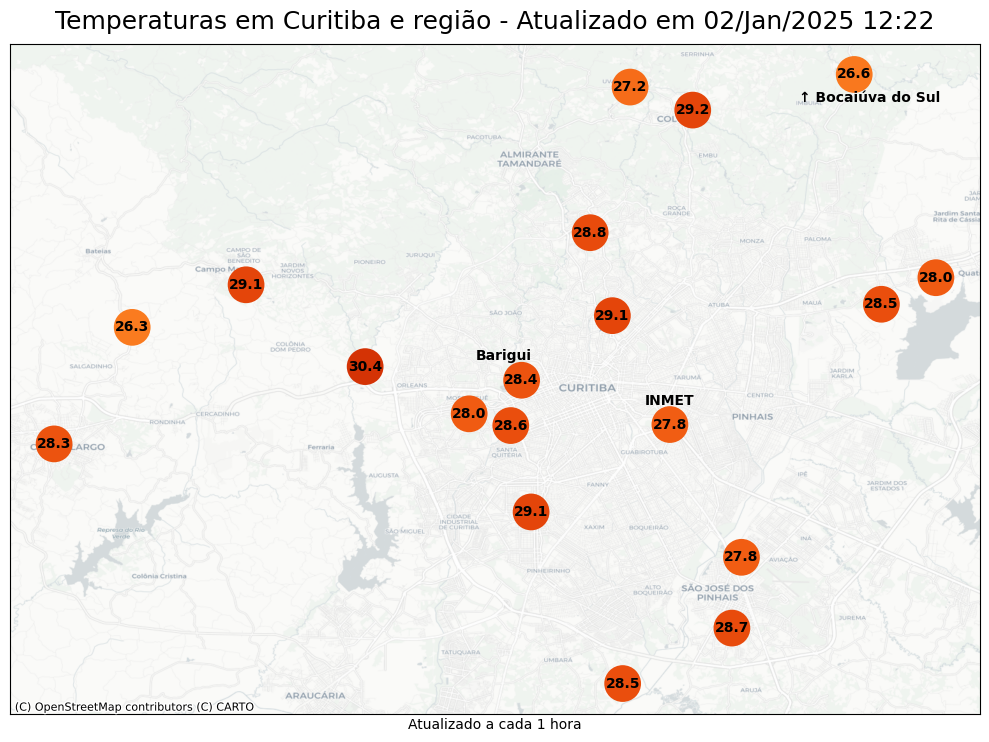 Temperaturas em Curitiba e região - Atualizado em 02/Jan/2025 12:22
SERRINHA
27.2
26.6
↑ Bocaiúva do Sul
29.2
PACOTUBA
ALMIRANTE
TAMANDARÉ
EMBU
ROÇA
GRANDE
Jardim Santa
Rita de Cássia
28.8
MONZA
PALOMA
Bateias
CAMPO DE
SÃO
BENEDITO
JARDIM
NOVOS
HORIZONTES
PIONEIRO
JURUQUI
29.1
28.0
28.5
ATUBA
MAUÁ
SÃO JOÃO
29.1
26.3
COLÔNIA
DOM PEDRO
Barigui
SALGADINHO
30.4
28.4
CURITIBA
TARUMÃ
JARDIM
KARLA
ORLEANS
CENTRO
INMET
28.0
28.6
27.8
PINHAIS
CERCADINHO
RONDINHA
28.3
Ferraria
SANTA
QUITÉRIA
GUABIROTUBA
AUGUSTA
FANNY
IPÊ
JARDIM DOS
ESTADOS I
29.1
CIDADE
INDUSTRIAL
DE CURITIBA
XAXIM
BOQUEIRÃO
Represa do Rio
Verde
SÃO MIGUEL
INÁ
27.8
AVIAÇÃO
Colônia Cristina
PINHEIRINHO
ALTO
BOQUEIRÃO
SÃO JOSÉ DOS
PINHAIS
28.7
JUREMA
TATUQUARA
UMBARÁ
28.5
ARUJÁ
ARAUCÁRIA
(C) OpenStreetMap contributors (C) CARTO
Atualizado a cada 1 hora